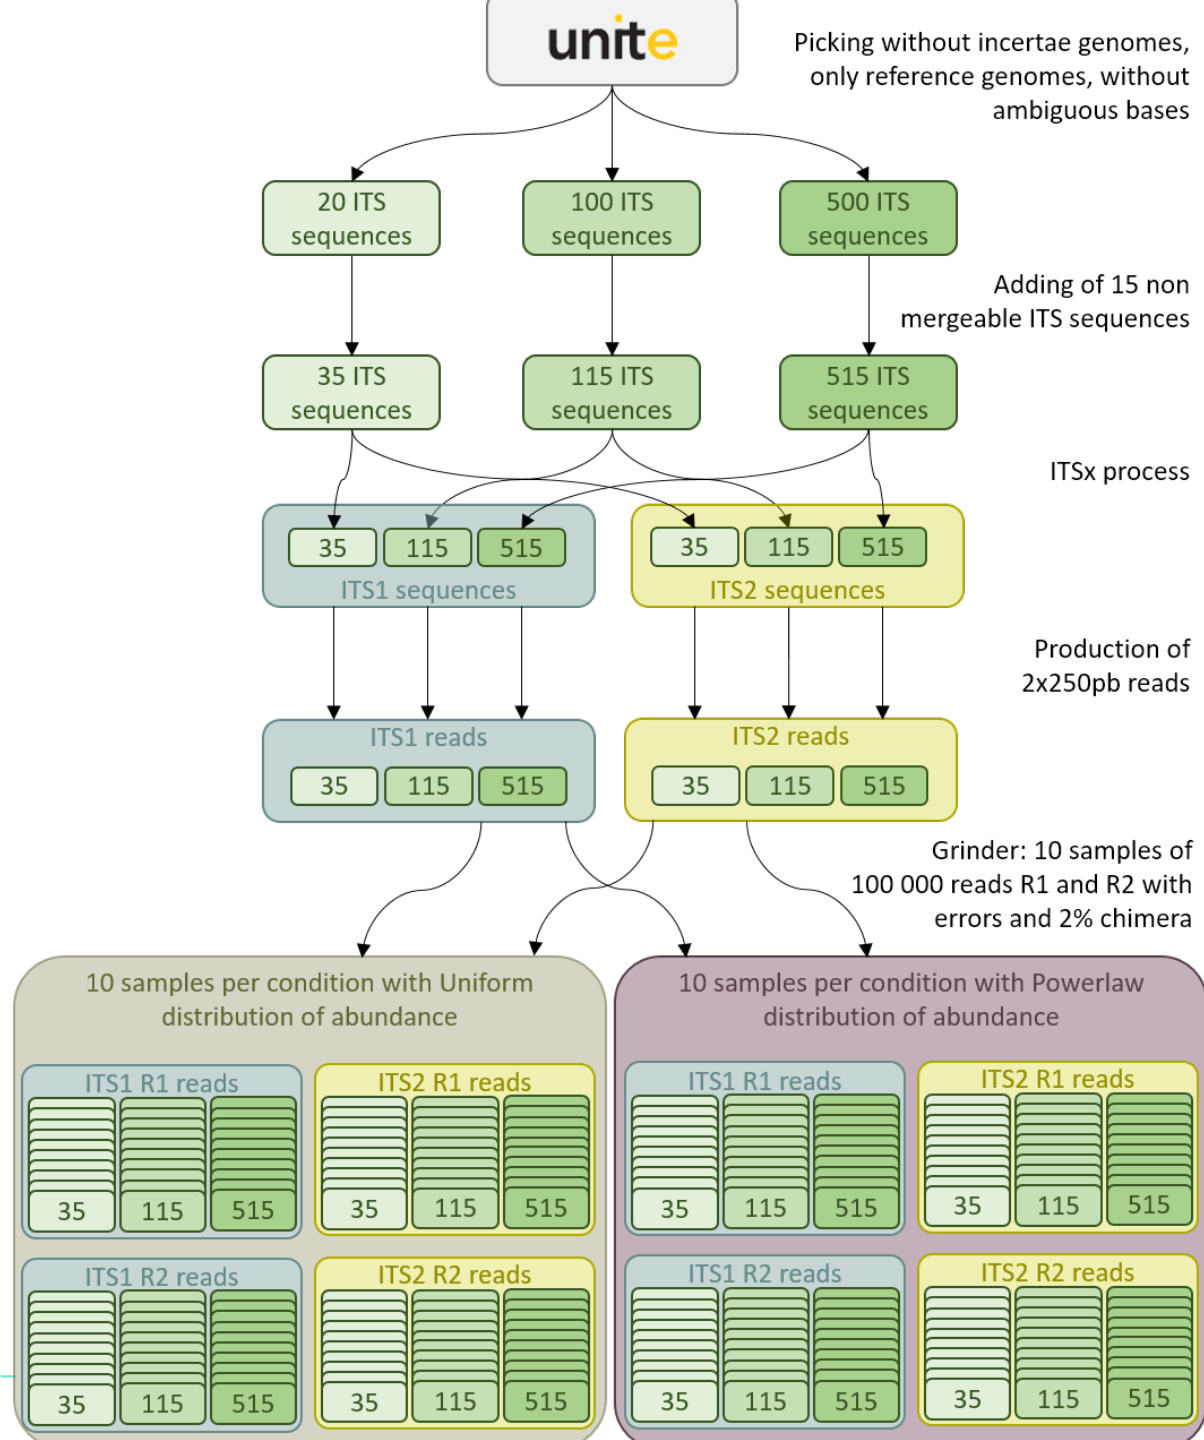 unite
Picking without incertae genomes,
only reference genomes, without
ambiguous bases
20 ITS
sequences
100 ITS
sequences
500 ITS
sequences
Adding of 15 non
mergeable ITS sequences
35 ITS
sequences
115 ITS
sequences
515 ITS
sequences
ITSx process
35
115
515
ITS1 sequences
35
115
515
ITS2 sequences
Production of
2x250pb reads
ITS1 reads
35
115
515
ITS2 reads
35
115
515
Grinder: 10 samples of
100 000 reads R1 and R2 with
errors and 2% chimera
10 samples per condition with Uniform
distribution of abundance
ITS1 R1 reads
35
115
515
ITS2 R1 reads
35
115
515
ITS1 R2 reads
35
115
515
ITS2 R2 reads
35
115
515
10 samples per condition with Powerlaw
distribution of abundance
ITS1 R1 reads
35
115
515
ITS2 R1 reads
35
115
515
ITS1 R2 reads
35
115
515
ITS2 R2 reads
35
115
515